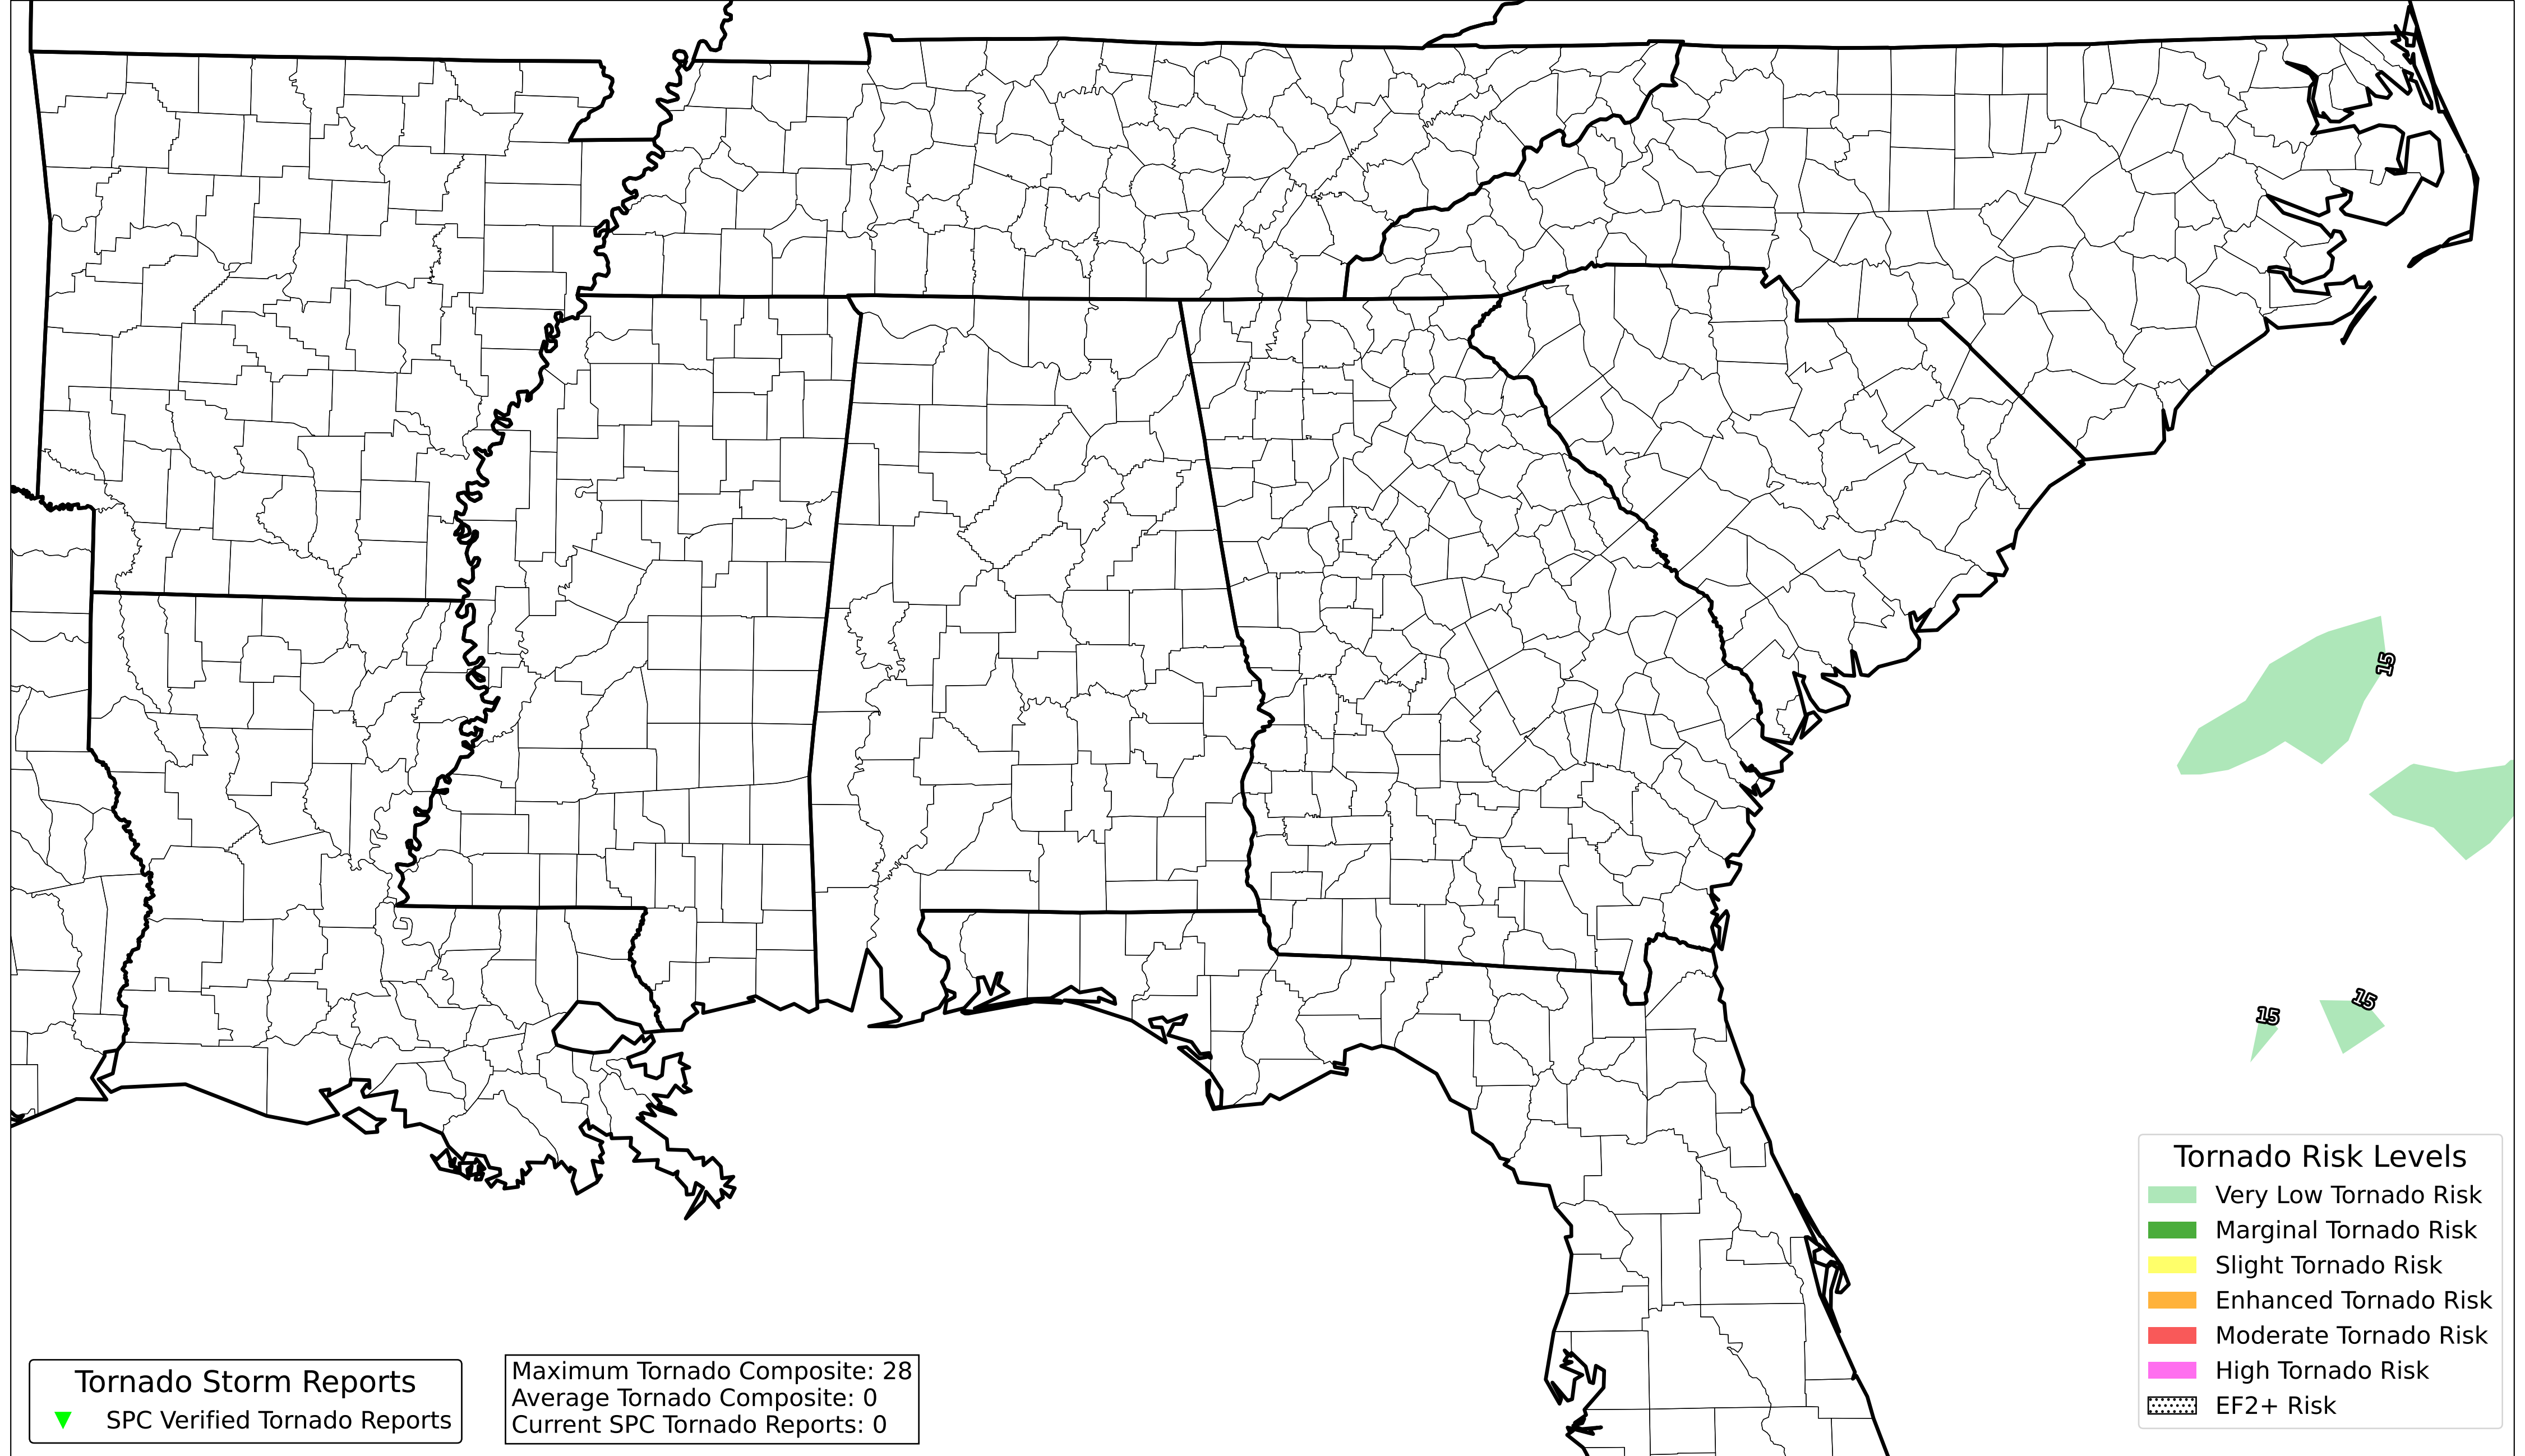 15
15
15
Tornado Risk Levels
Very Low Tornado Risk
Marginal Tornado Risk
Slight Tornado Risk
Enhanced Tornado Risk
Moderate Tornado Risk
High Tornado Risk
EF2+ Risk
Tornado Storm Reports
SPC Verified Tornado Reports
Maximum Tornado Composite: 28
Average Tornado Composite: 0
Current SPC Tornado Reports: 0